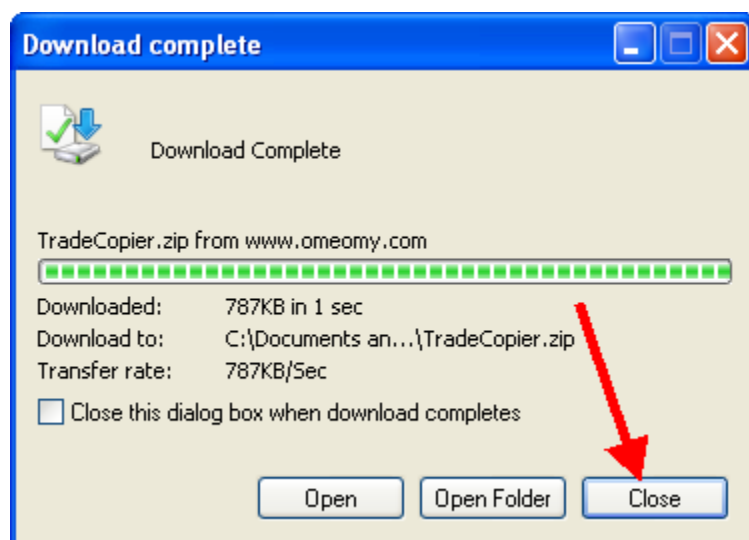 Download complete
Download Complete
TradeCopier.zip from www.omeomy.com
Downloaded: 787KB in 1 sec
Download to: C:\Documents an...\TradeCopier.zip
Transfer rate: 787KB/Sec
Close this dialog box when download completes
Open Open Folder Close